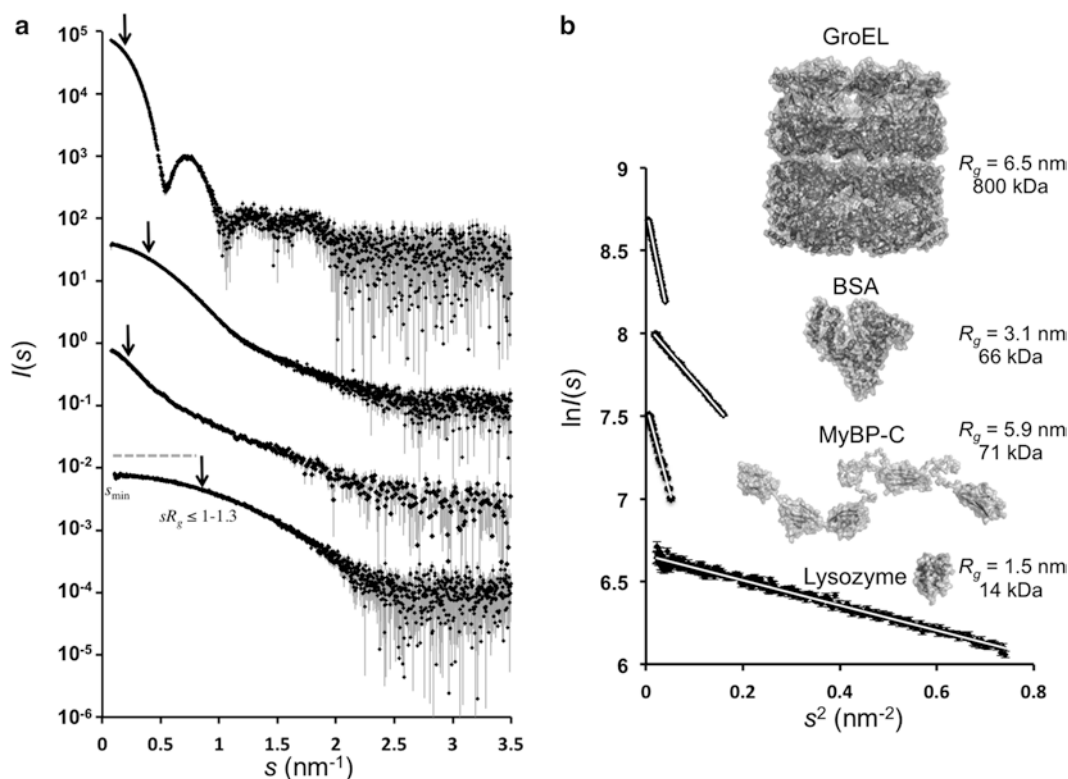 a
10^5
10^4
10^3
10^2
10^1
10^0
10^-1
10^-2
10^-3
10^-4
10^-5
10^-6
I(s)
s_min
sR_g ≤ 1-1.3
0 0.5 1 1.5 2 2.5 3 3.5
s (nm^-1)
b
GroEL
R_g = 6.5 nm
800 kDa
BSA
R_g = 3.1 nm
66 kDa
MyBP-C
R_g = 5.9 nm
71 kDa
Lysozyme
R_g = 1.5 nm
14 kDa
9
8.5
8
7.5
7
6.5
6
lnI(s)
0 0.2 0.4 0.6 0.8
s^2 (nm^-2)